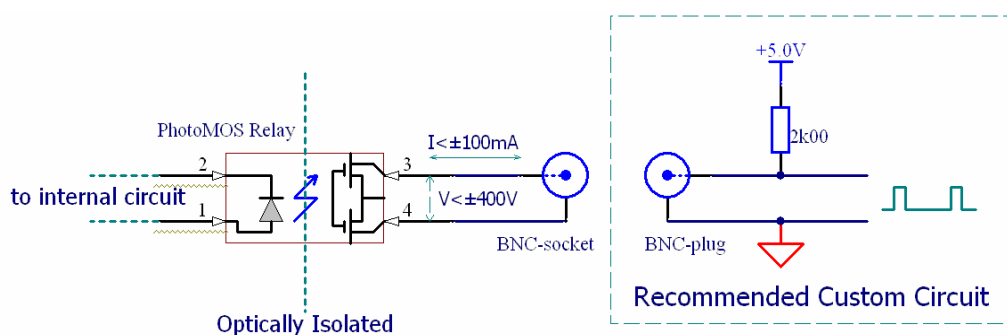 +5.0V
PhotoMOS Relay
I<±100mA
2k00
2
3
to internal circuit
V<±400V
1
4
BNC-socket
BNC-plug
Recommended Custom Circuit
Optically Isolated